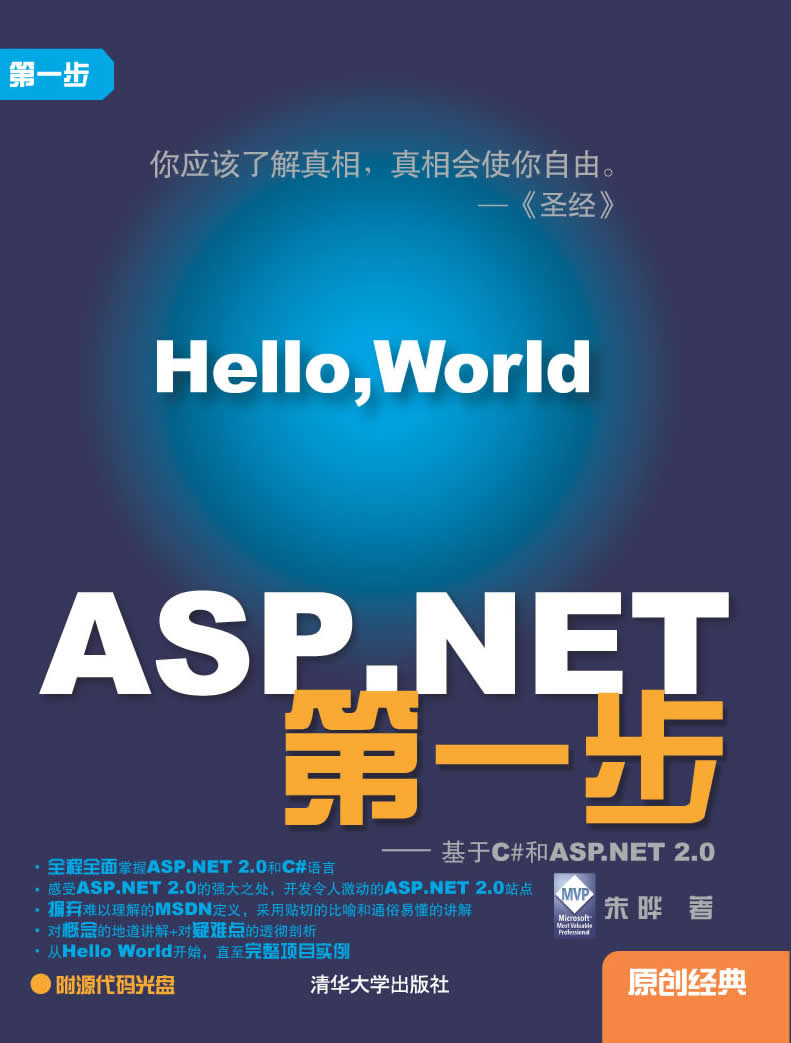 第一步
你应该了解真相，真相会使你自由。
—《圣经》
Hello,World
ASP.NET
第一步
—— 基于C#和ASP.NET 2.0
· 全程全面掌握ASP.NET 2.0和C#语言
· 感受ASP.NET 2.0的强大之处，开发令人激动的ASP.NET 2.0站点
· 摒弃难以理解的MSDN定义，采用贴切的比喻和通俗易懂的讲解
· 对概念的地道讲解+对疑难点的透彻剖析
· 从Hello World开始，直至完整项目实例
MVP
Microsoft®
Most Valuable
Professional
朱晔 著
附源代码光盘
清华大学出版社
原创经典